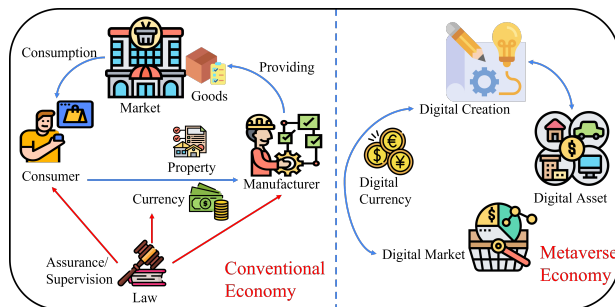 Consumption
Providing
Market
Goods
Consumer
Property
Manufacturer
Currency
Assurance/
Supervision
Law
Conventional
Economy
Digital Creation
Digital
Currency
Digital Asset
Digital Market
Metaverse
Economy